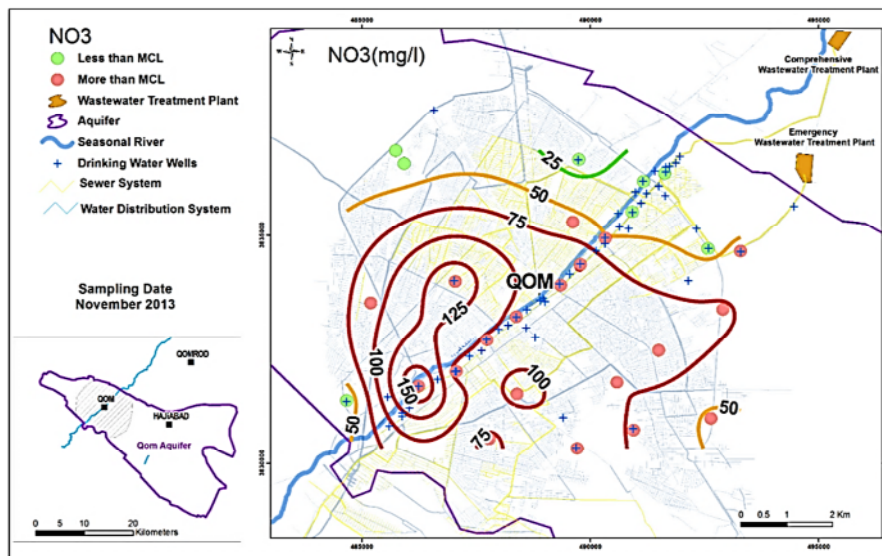 NO3
Less than MCL
More than MCL
Wastewater Treatment Plant
Aquifer
Seasonal River
Drinking Water Wells
Sewer System
Water Distribution System
Sampling Date
November 2013
QOMROD
QOM
HAJIABAD
Qom Aquifer
0 5 10 20
Kilometers
485000 490000 495000
NO3(mg/l)
N
W E
S
Comprehensive
Wastewater Treatment Plant
Emergency
Wastewater Treatment Plant
25
50
75
QOM
125
100
150
100
50
50
75
0 0.5 1 2 Km
485000 490000 495000